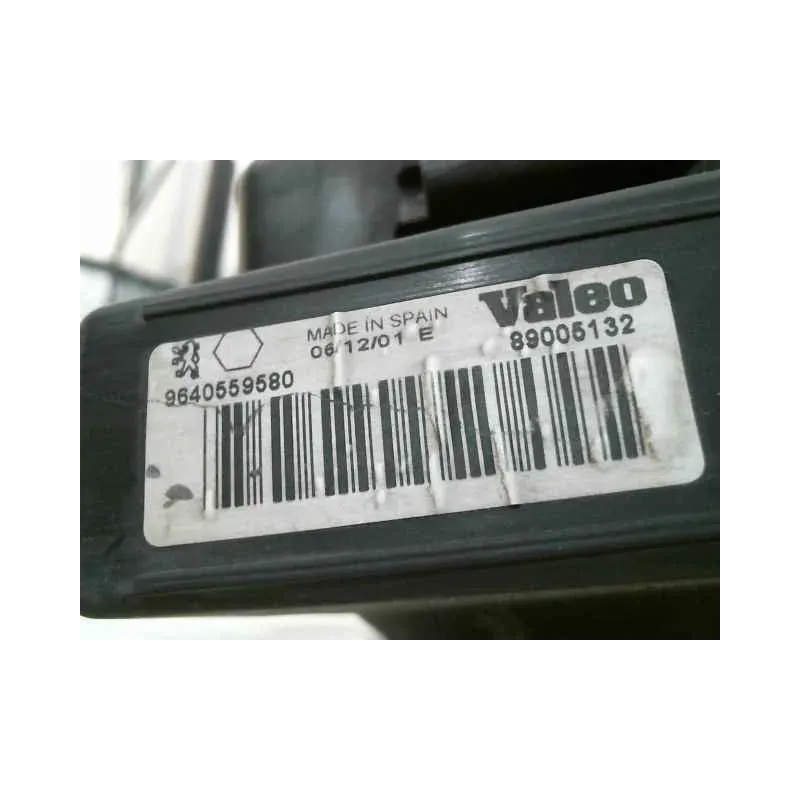 MADE IN SPAIN
Valeo
06/12/01 E
89005132
9640559580